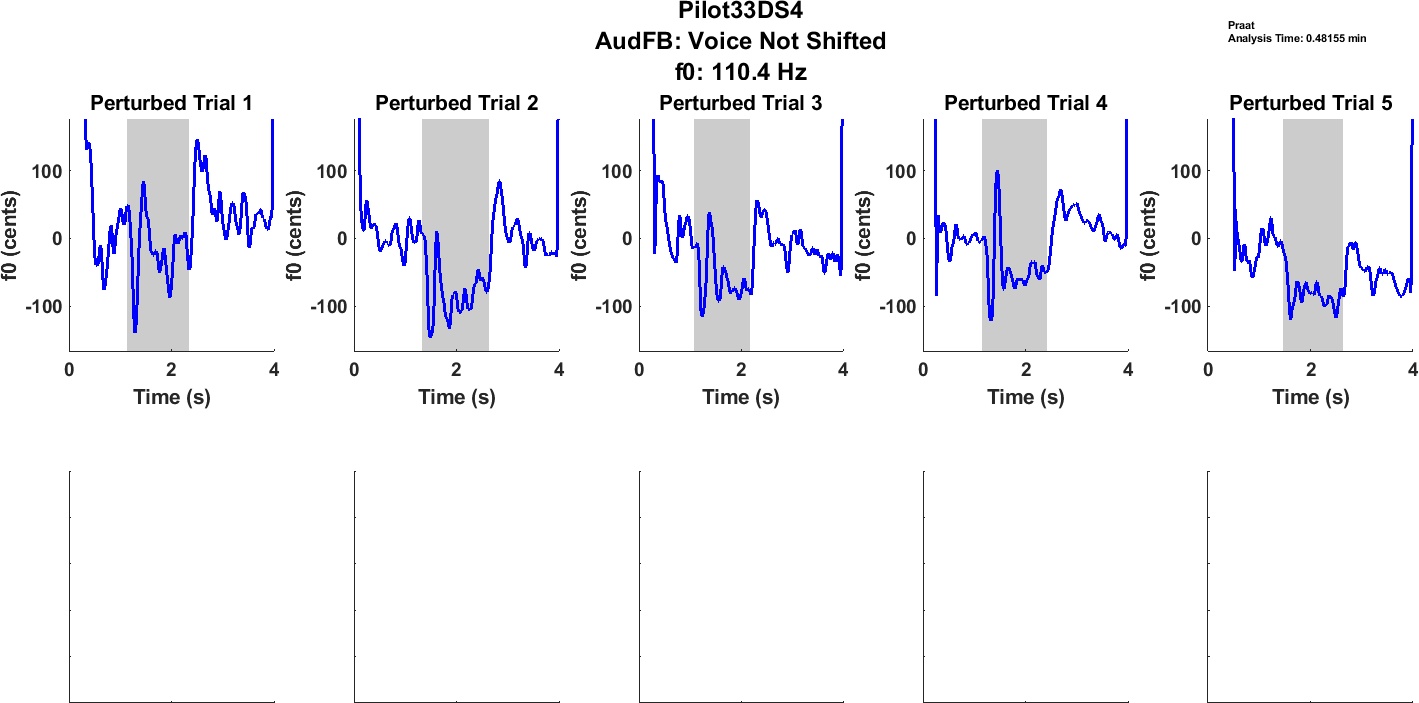 Pilot33DS4
AudFB: Voice Not Shifted
f0: 110.4 Hz
Praat
Analysis Time: 0.48155 min
Perturbed Trial 1
100
0
-100
f0 (cents)
0 2 4
Time (s)
Perturbed Trial 2
100
0
-100
f0 (cents)
0 2 4
Time (s)
Perturbed Trial 3
100
0
-100
f0 (cents)
0 2 4
Time (s)
Perturbed Trial 4
100
0
-100
f0 (cents)
0 2 4
Time (s)
Perturbed Trial 5
100
0
-100
f0 (cents)
0 2 4
Time (s)